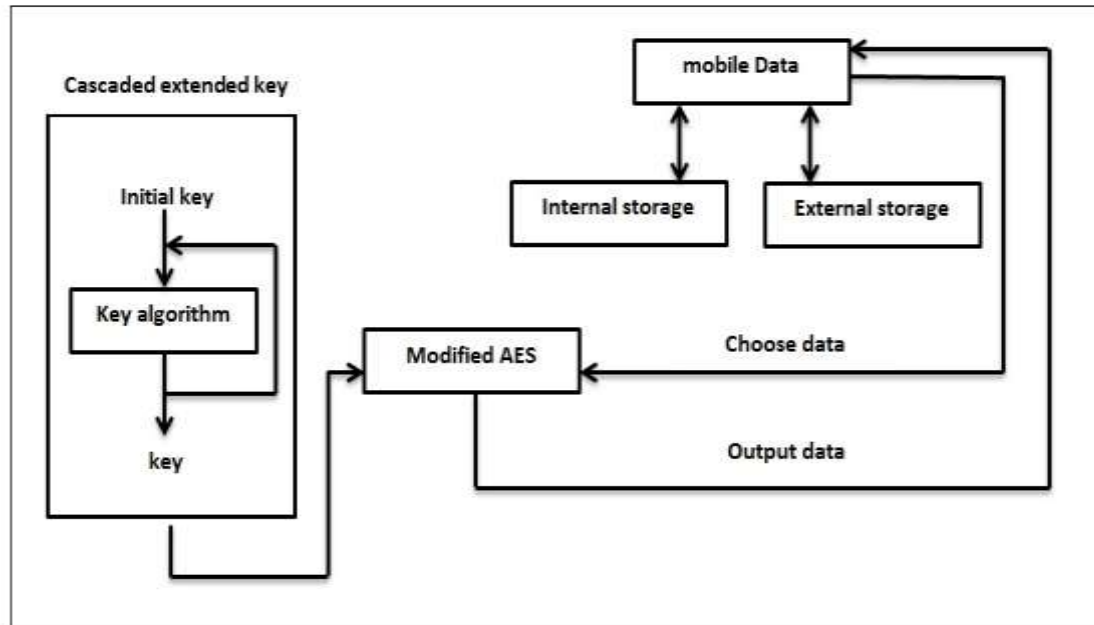 Cascaded extended key
Initial key
Key algorithm
key
mobile Data
Internal storage
External storage
Modified AES
Choose data
Output data